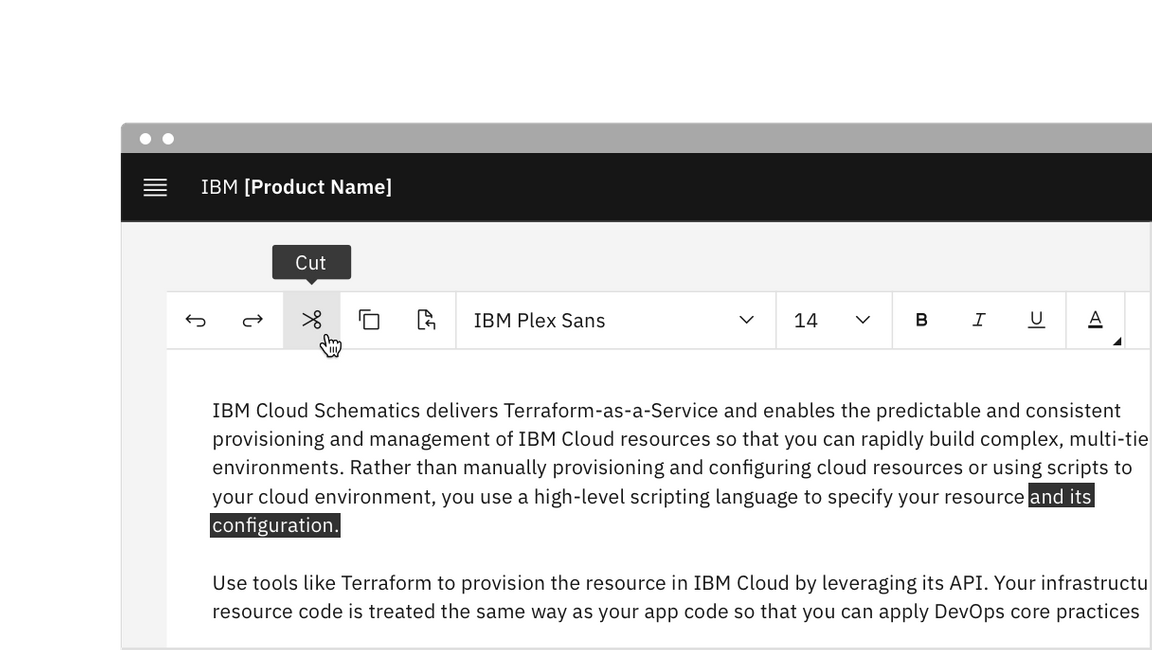 IBM [Product Name]
Cut
IBM Plex Sans 14 B I U A
IBM Cloud Schematics delivers Terraform-as-a-Service and enables the predictable and consistent
provisioning and management of IBM Cloud resources so that you can rapidly build complex, multi-tie
environments. Rather than manually provisioning and configuring cloud resources or using scripts to
your cloud environment, you use a high-level scripting language to specify your resource and its
configuration.
Use tools like Terraform to provision the resource in IBM Cloud by leveraging its API. Your infrastructu
resource code is treated the same way as your app code so that you can apply DevOps core practices